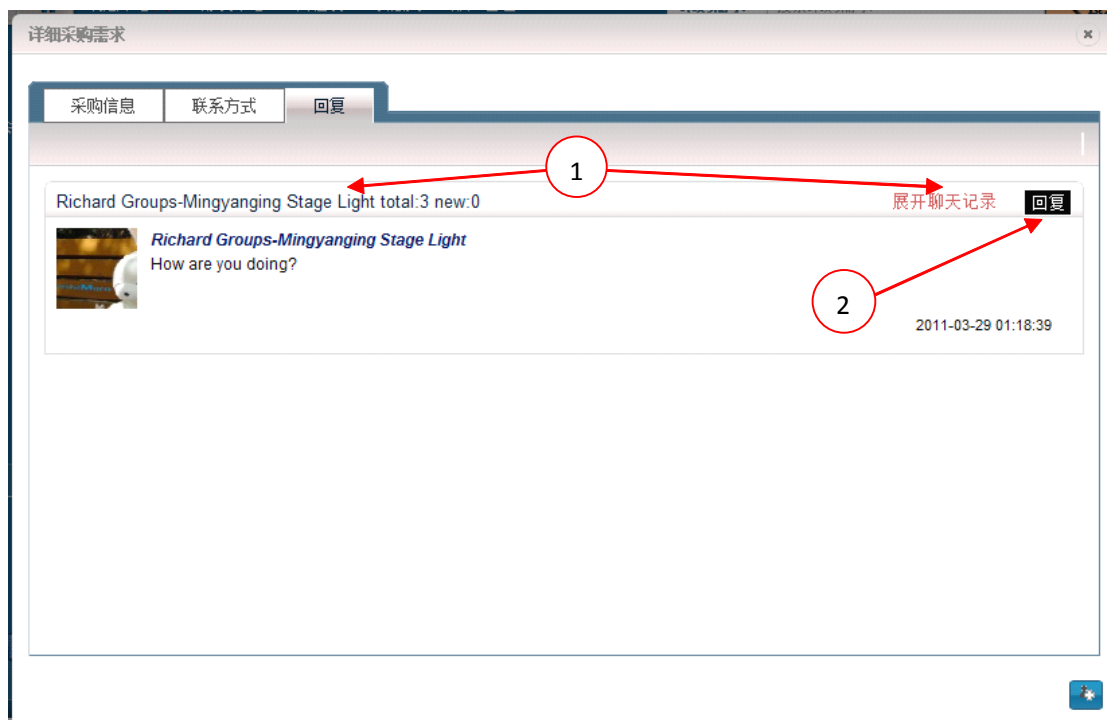 详细采购需求
采购信息 联系方式 回复
1
Richard Groups-Mingyanging Stage Light total:3 new:0 展开聊天记录 回复
Richard Groups-Mingyanging Stage Light
How are you doing?
2
2011-03-29 01:18:39